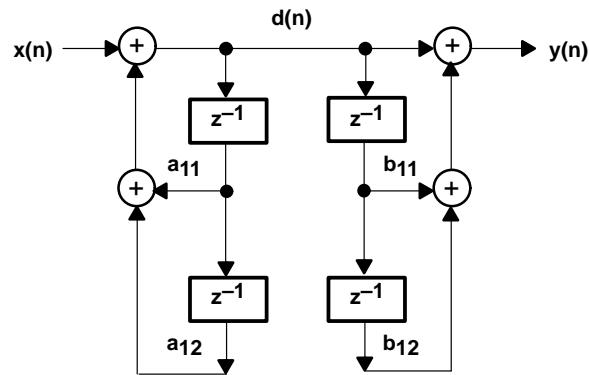 d(n)
x(n) + + y(n)
z–1 z–1
a11 b11
+ +
z–1 z–1
a12 b12